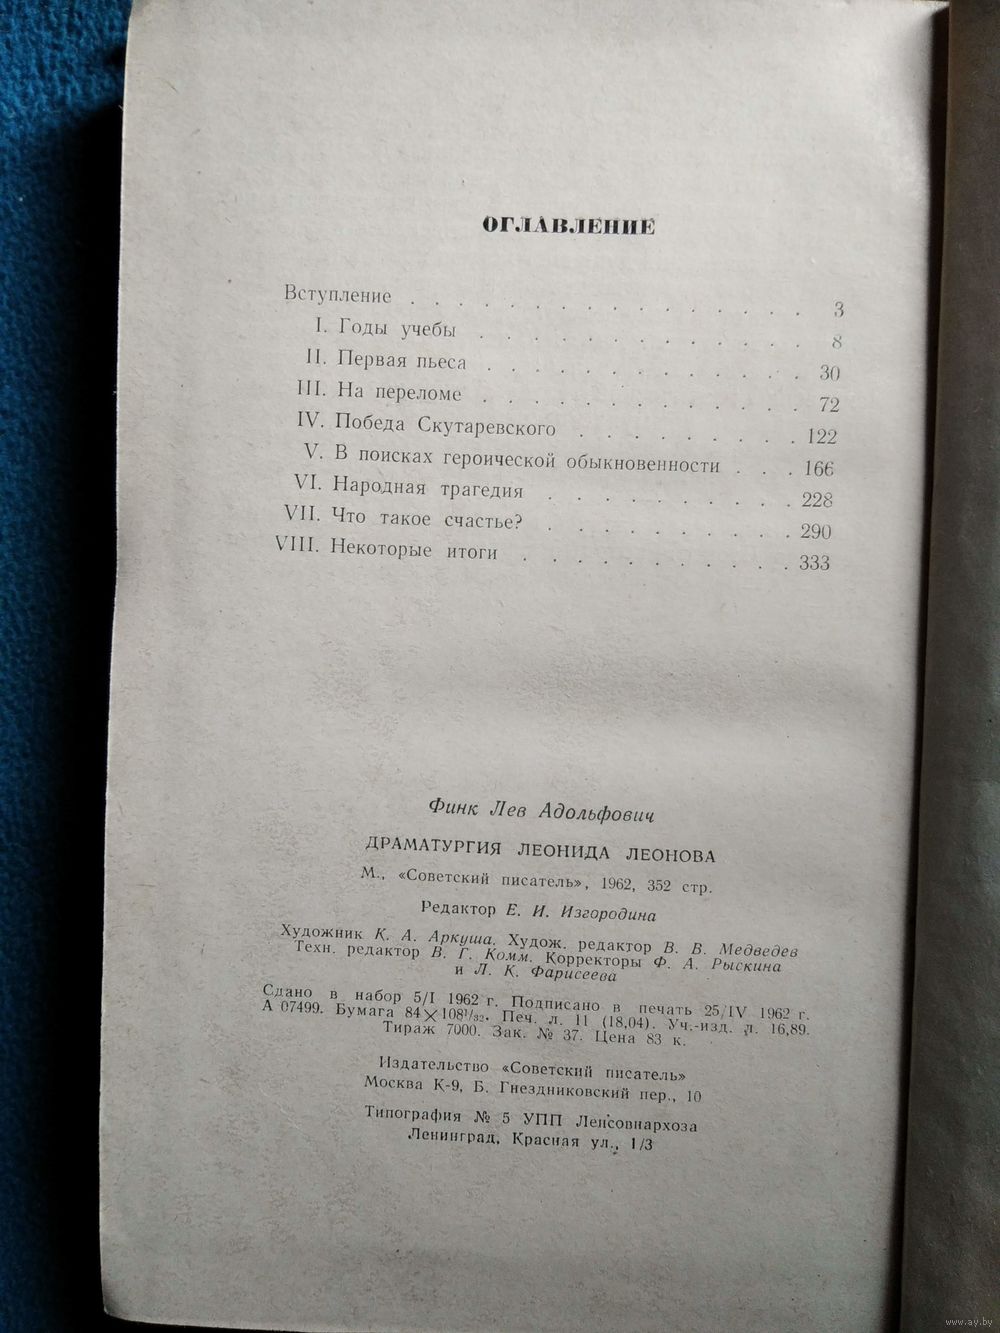 ОГЛАВЛЕНИЕ
Вступление . . . . . . . . . . . . . . . 3
I. Годы учебы . . . . . . . . . . . . . 8
II. Первая пьеса . . . . . . . . . . . . 30
III. На переломе . . . . . . . . . . . . 72
IV. Победа Скутаревского . . . . . . . . 122
V. В поисках героической обыкновенности . . . 166
VI. Народная трагедия . . . . . . . . . 228
VII. Что такое счастье? . . . . . . . . . 290
VIII. Некоторые итоги . . . . . . . . . . 333
Финк Лев Адольфович
ДРАМАТУРГИЯ ЛЕОНИДА ЛЕОНОВА
М., «Советский писатель», 1962, 352 стр.
Редактор Е. И. Изгородина
Художник К. А. Аркуша. Худож. редактор В. В. Медведев
Техн. редактор В. Г. Комм. Корректоры Ф. А. Рыскина
и Л. К. Фарисеева
Сдано в набор 5/I 1962 г. Подписано в печать 25/IV 1962 г.
А 07499. Бумага 84×108¹/₃₂. Печ. л. 11 (18,04). Уч.-изд. л. 16,89.
Тираж 7000. Зак. № 37. Цена 83 к.
Издательство «Советский писатель»
Москва К-9, Б. Гнездниковский пер., 10
Типография № 5 УПП Ленсовнархоза
Ленинград, Красная ул., 1/3
www.ay.by